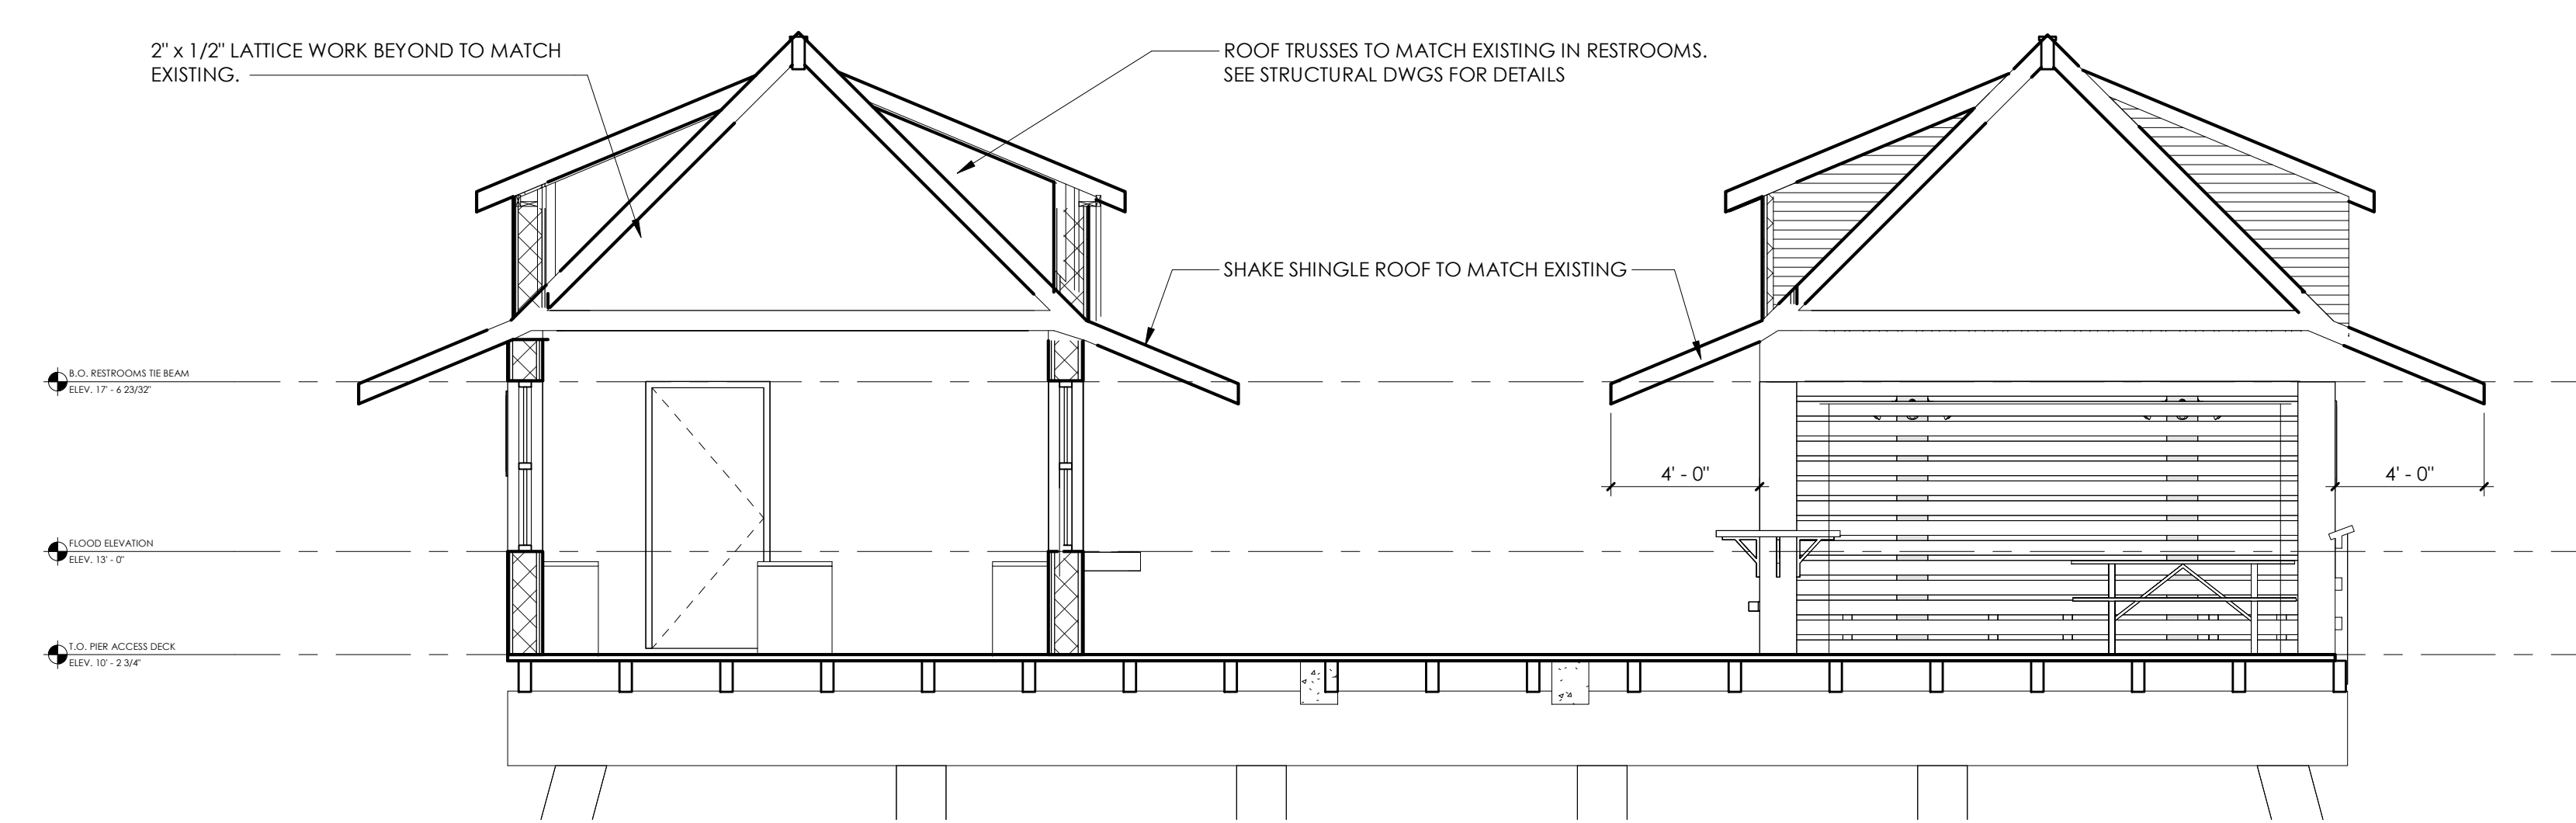 2" x 1/2" LATTICE WORK BEYOND TO MATCH
EXISTING.
ROOF TRUSSES TO MATCH EXISTING IN RESTROOMS.
SEE STRUCTURAL DWGS FOR DETAILS
SHAKE SHINGLE ROOF TO MATCH EXISTING
B.O. RESTROOMS TIE BEAM
ELEV. 17' - 6 23/32"
4' - 0"
4' - 0"
FLOOD ELEVATION
ELEV. 13' - 0"
T.O. PIER ACCESS DECK
ELEV. 10' - 2 3/4"